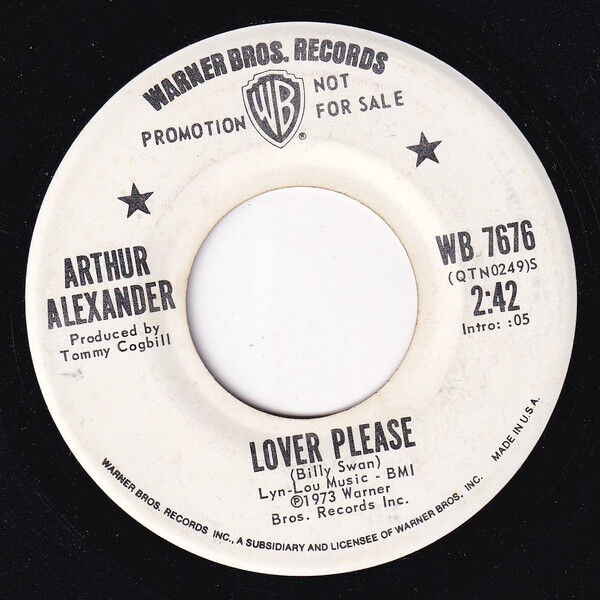 WARNER BROS. RECORDS
PROMOTION
WB
®
NOT
FOR SALE
ARTHUR
ALEXANDER
Produced by
Tommy Cogbill
WB 7676
(QTN0249)S
2:42
Intro: :05
LOVER PLEASE
(Billy Swan)
Lyn-Lou Music - BMI
℗1973 Warner
Bros. Records Inc.
WARNER BROS. RECORDS INC., A SUBSIDIARY AND LICENSEE OF WARNER BROS. INC. MADE IN U.S.A.